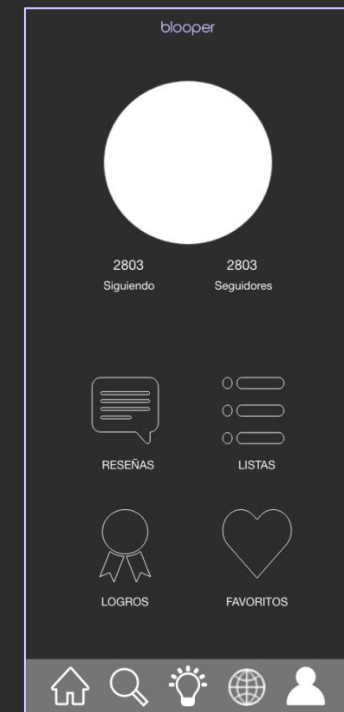 blooper
2803 2803
Siguiendo Seguidores
RESEÑAS LISTAS
LOGROS FAVORITOS